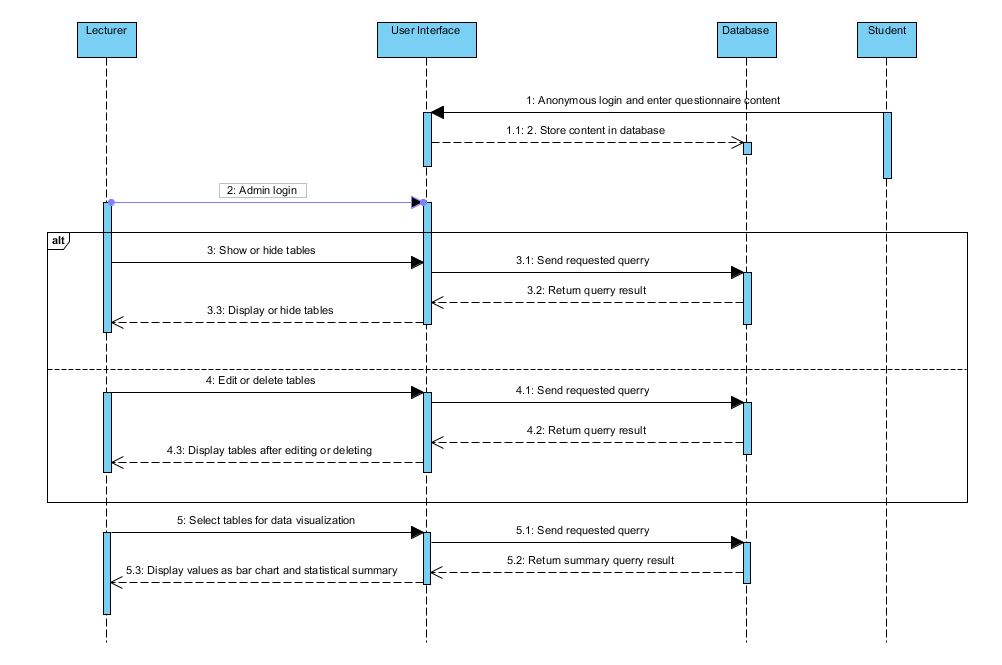 Lecturer
User Interface
Database
Student
1: Anonymous login and enter questionnaire content
1.1: 2. Store content in database
2: Admin login
alt
3: Show or hide tables
3.1: Send requested querry
3.2: Return querry result
3.3: Display or hide tables
4: Edit or delete tables
4.1: Send requested querry
4.2: Return querry result
4.3: Display tables after editing or deleting
5: Select tables for data visualization
5.1: Send requested querry
5.2: Return summary querry result
5.3: Display values as bar chart and statistical summary